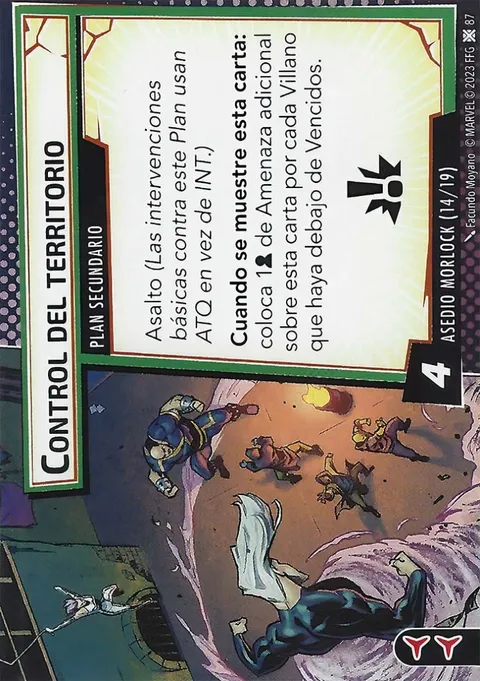 CONTROL DEL TERRITORIO
PLAN SECUNDARIO
Asalto (Las intervenciones
básicas contra este Plan usan
ATQ en vez de INT.)
Cuando se muestre esta carta:
coloca 1 de Amenaza adicional
sobre esta carta por cada Villano
que haya debajo de Vencidos.
4
ASEDIO MORLOCK (14/19)
Facundo Moyano © MARVEL © 2023 FFG 87